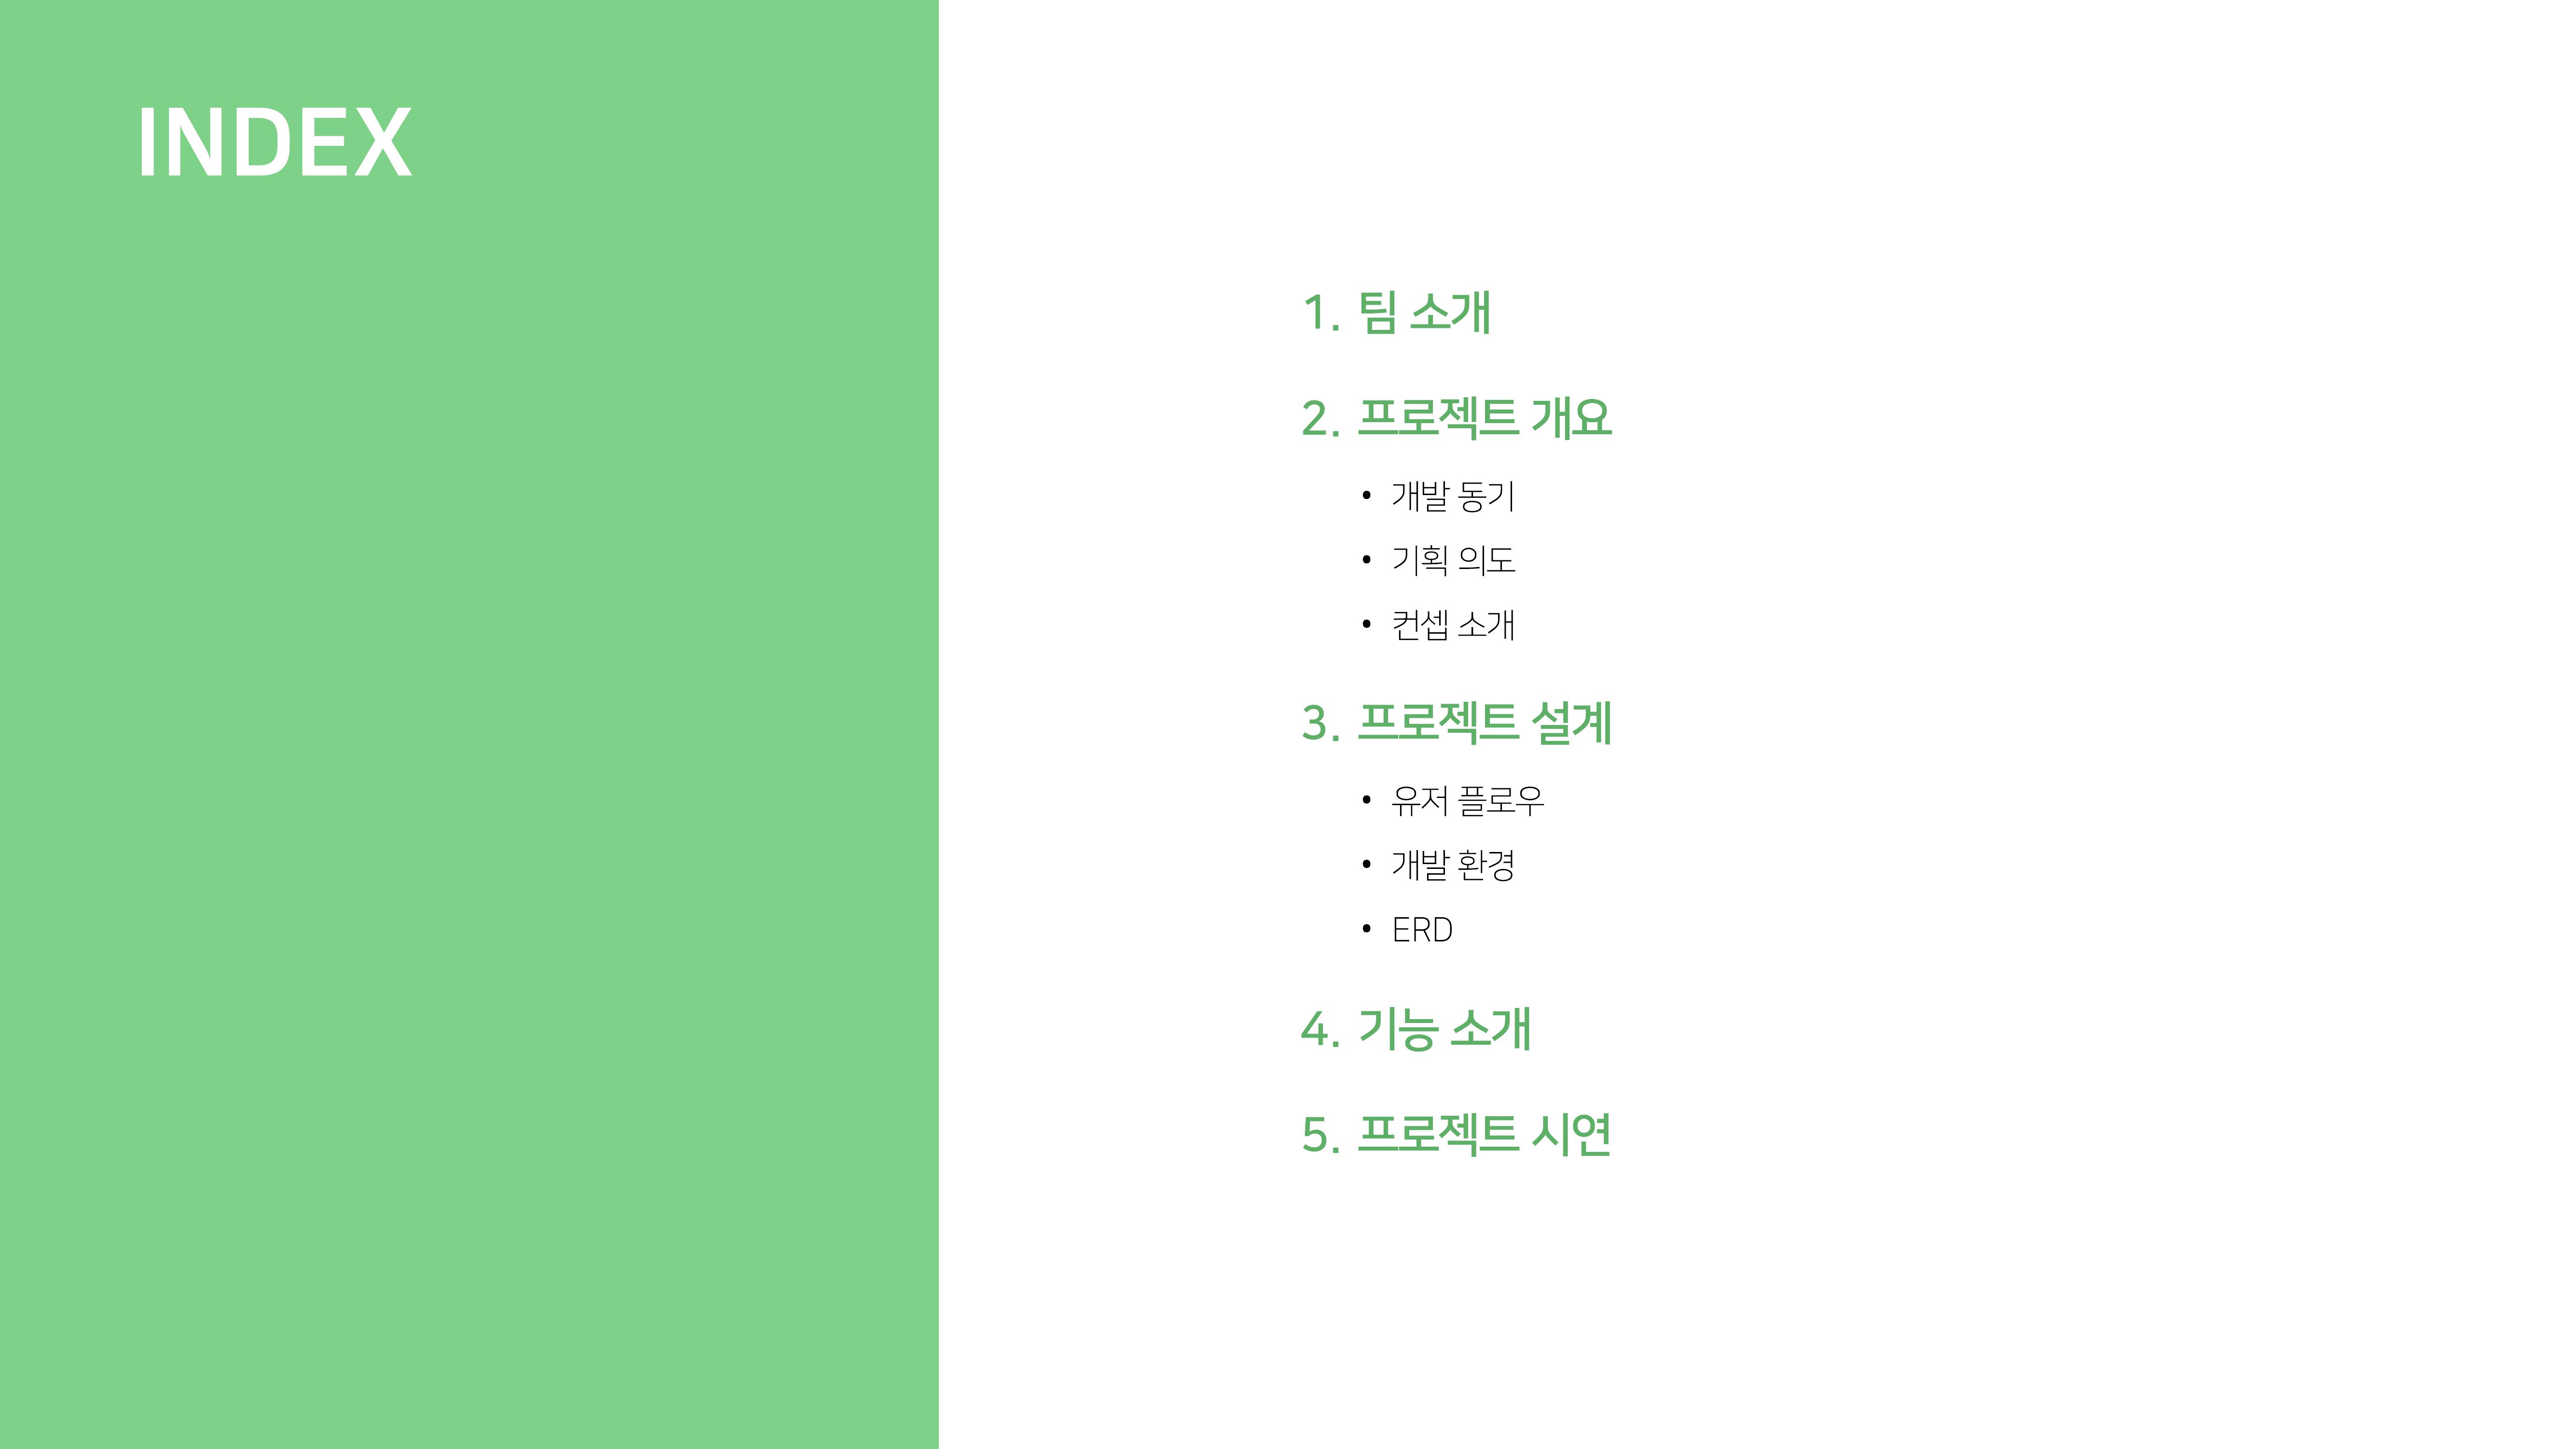 INDEX
1. 팀 소개
2. 프로젝트 개요
• 개발 동기
• 기획 의도
• 컨셉 소개
3. 프로젝트 설계
• 유저 플로우
• 개발 환경
• ERD
4. 기능 소개
5. 프로젝트 시연